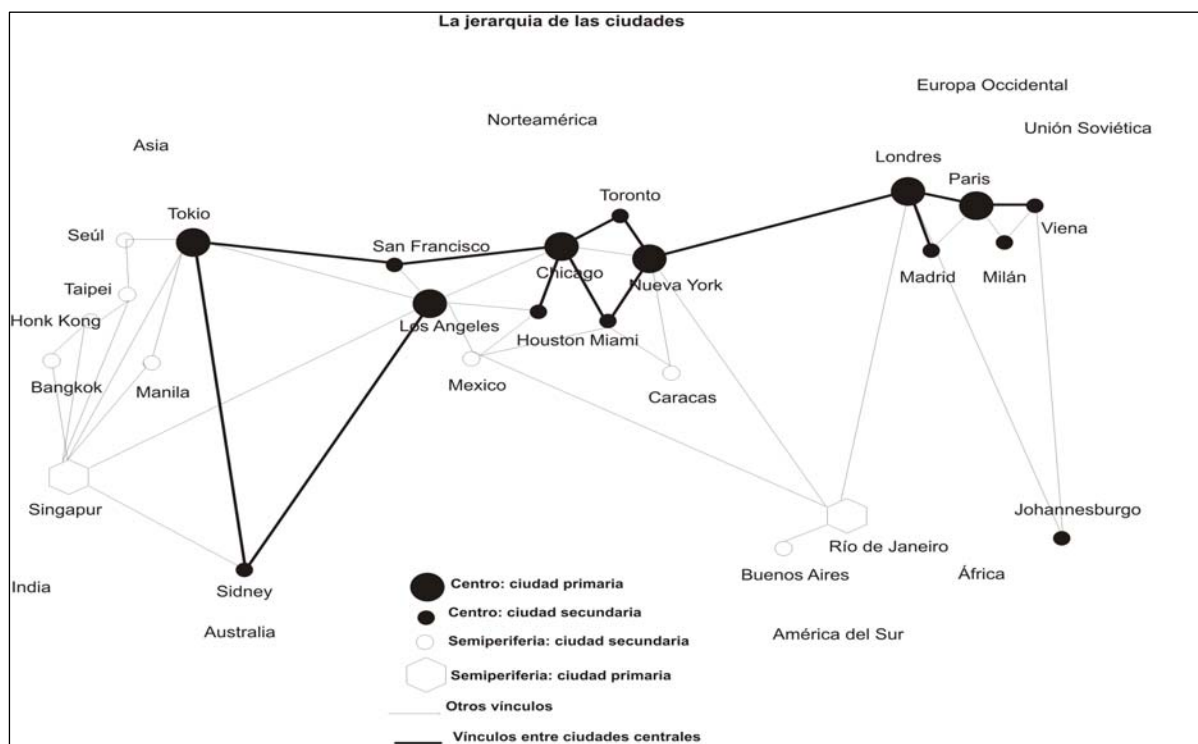 La jerarquia de las ciudades
Europa Occidental
Norteamérica
Unión Soviética
Asia
Londres
Paris
Toronto
Tokio
Seúl
San Francisco
Viena
Chicago
Nueva York
Madrid
Milán
Taipei
Honk Kong
Los Angeles
Houston
Miami
Bangkok
Manila
Mexico
Caracas
Singapur
Johannesburgo
Río de Janeiro
Buenos Aires
África
India
Sidney
Australia
América del Sur
Centro: ciudad primaria
Centro: ciudad secundaria
Semiperiferia: ciudad secundaria
Semiperiferia: ciudad primaria
Otros vinculos
Vínculos entre ciudades centrales